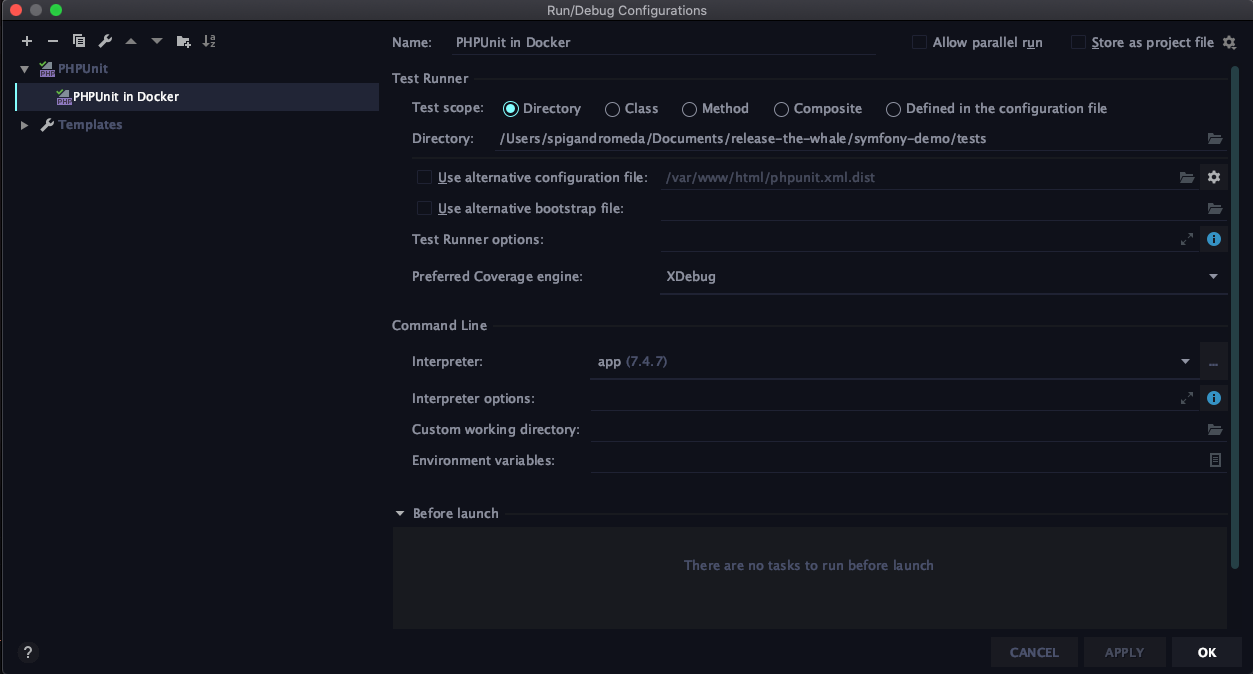 Run/Debug Configurations
Name: PHPUnit in Docker Allow parallel run Store as project file
PHPUnit
PHPUnit in Docker
Templates
Test Runner
Test scope: Directory Class Method Composite Defined in the configuration file
Directory: /Users/spigandromeda/Documents/release-the-whale/symfony-demo/tests
Use alternative configuration file: /var/www/html/phpunit.xml.dist
Use alternative bootstrap file:
Test Runner options:
Preferred Coverage engine: XDebug
Command Line
Interpreter: app (7.4.7) ...
Interpreter options:
Custom working directory:
Environment variables:
Before launch
There are no tasks to run before launch
? CANCEL APPLY OK